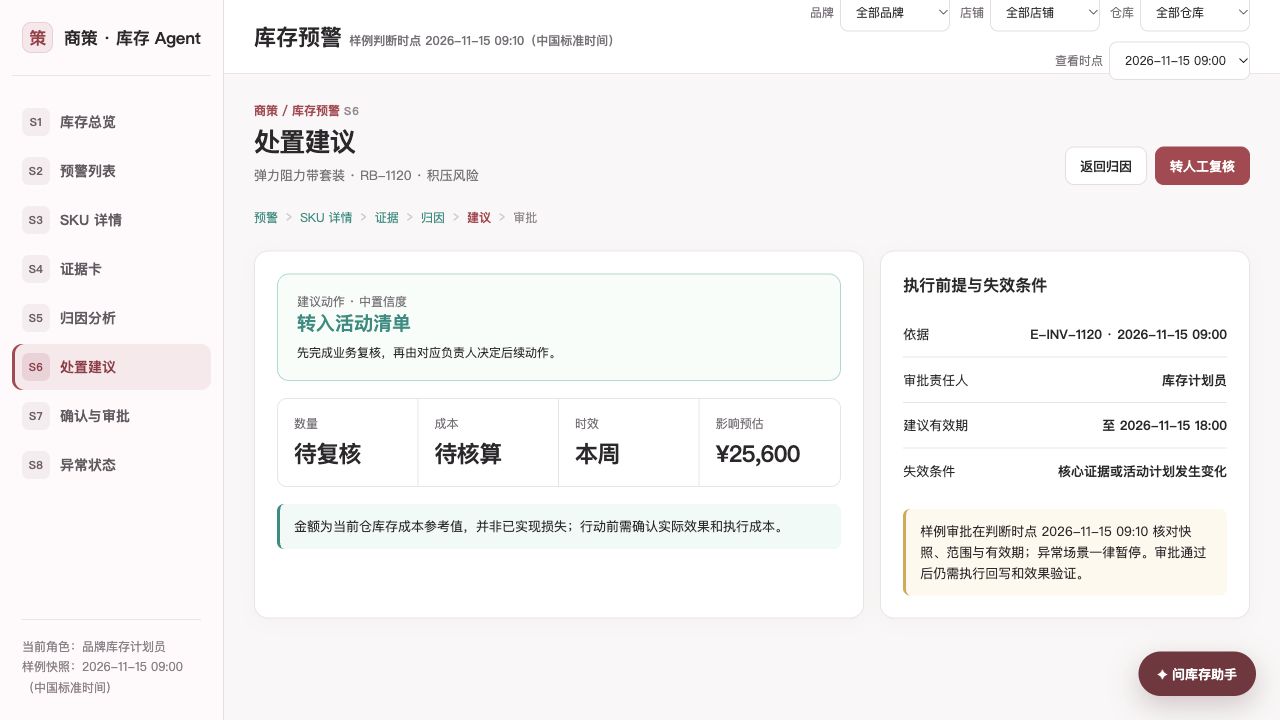 策 商策 · 库存 Agent
S1 库存总览
S2 预警列表
S3 SKU 详情
S4 证据卡
S5 归因分析
S6 处置建议
S7 确认与审批
S8 异常状态
当前角色：品牌库存计划员
样例快照：2026-11-15 09:00
（中国标准时间）
库存预警 样例判断时点 2026-11-15 09:10（中国标准时间）
品牌 全部品牌 店铺 全部店铺 仓库 全部仓库
查看时点 2026-11-15 09:00
商策 / 库存预警 S6
处置建议
弹力阻力带套装 · RB-1120 · 积压风险
返回归因 转人工复核
预警 > SKU 详情 > 证据 > 归因 > 建议 > 审批
建议动作 · 中置信度
转入活动清单
先完成业务复核，再由对应负责人决定后续动作。
数量 成本 时效 影响预估
待复核 待核算 本周 ¥25,600
金额为当前仓库存成本参考值，并非已实现损失；行动前需确认实际效果和执行成本。
执行前提与失效条件
依据 E-INV-1120 · 2026-11-15 09:00
审批责任人 库存计划员
建议有效期 至 2026-11-15 18:00
失效条件 核心证据或活动计划发生变化
样例审批在判断时点 2026-11-15 09:10 核对快
照、范围与有效期；异常场景一律暂停。审批通过
后仍需执行回写和效果验证。
✦ 问库存助手